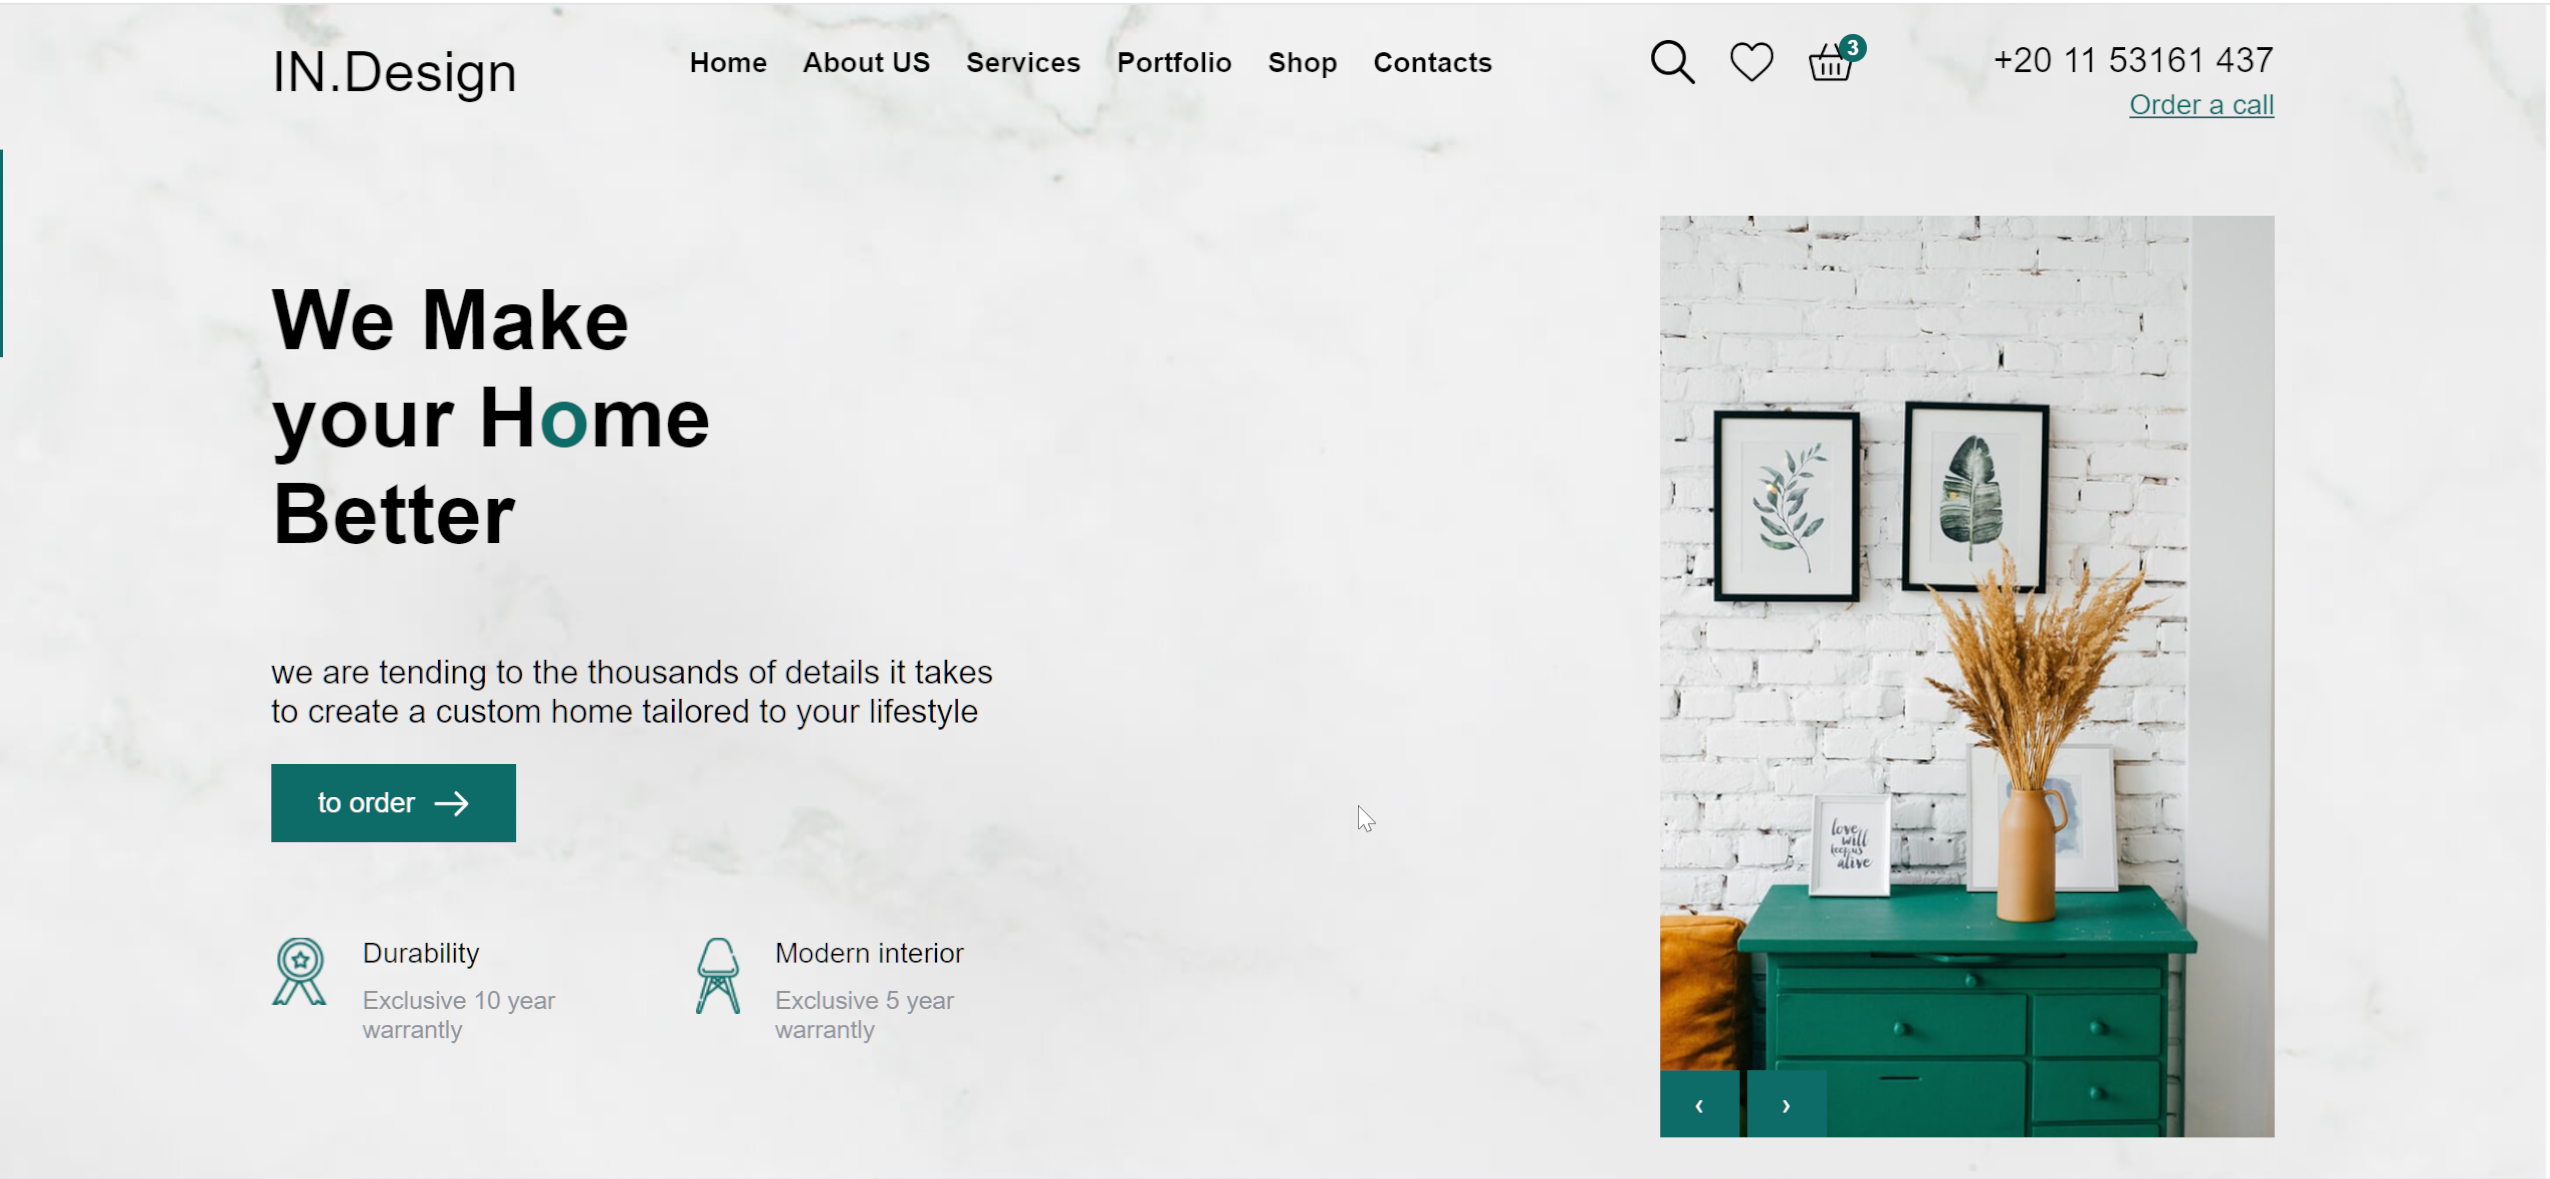 IN.Design
Home About US Services Portfolio Shop Contacts
3
+20 11 53161 437
Order a call
We Make
your Home
Better
we are tending to the thousands of details it takes
to create a custom home tailored to your lifestyle
to order
Durability
Exclusive 10 year
warrantly
Modern interior
Exclusive 5 year
warrantly
love
will
keep us
alive